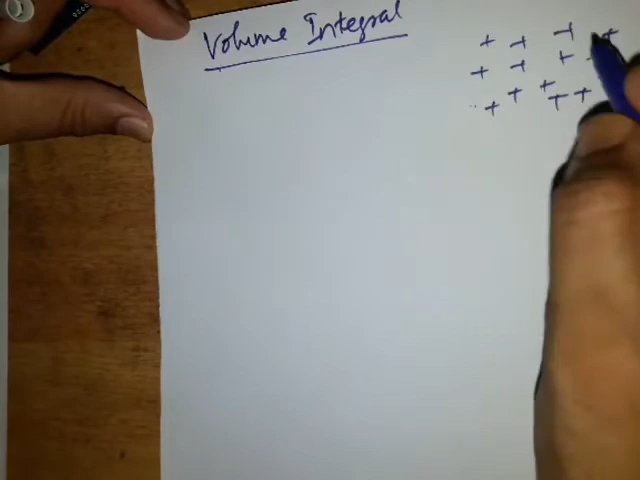 Volume Integral
+ + + +
+ + +
+ + + +
+ +